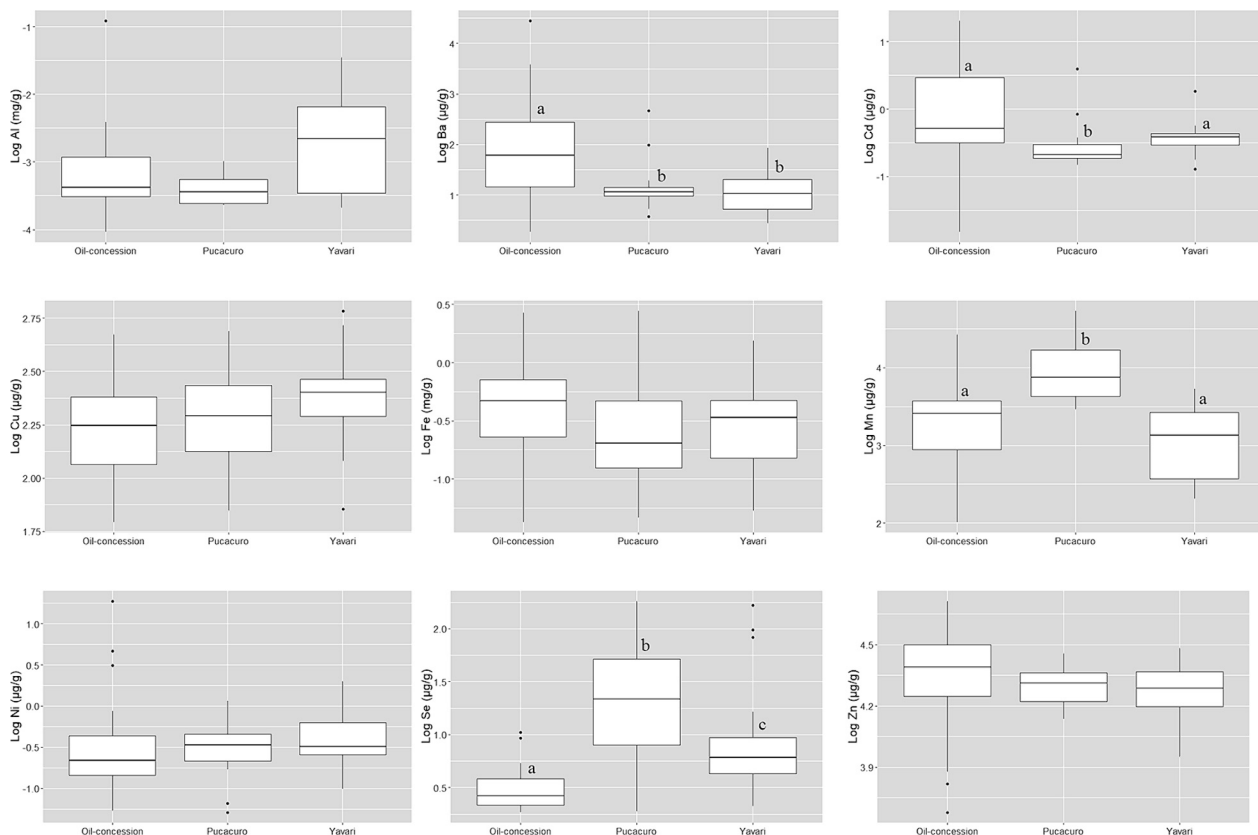 Log Al (mg/g)
-1
-2
-3
-4
Oil-concession Pucacuro Yavari
Log Ba (µg/g)
4
3
2
1
a
b
b
Oil-concession Pucacuro Yavari
Log Cd (µg/g)
1
0
-1
a
b
a
Oil-concession Pucacuro Yavari
Log Cu (µg/g)
2.75
2.50
2.25
2.00
1.75
Oil-concession Pucacuro Yavari
Log Fe (mg/g)
0.5
0.0
-0.5
-1.0
Oil-concession Pucacuro Yavari
Log Mn (µg/g)
4
3
2
a
b
a
Oil-concession Pucacuro Yavari
Log Ni (µg/g)
1.0
0.5
0.0
-0.5
-1.0
Oil-concession Pucacuro Yavari
Log Se (µg/g)
2.0
1.5
1.0
0.5
a
b
c
Oil-concession Pucacuro Yavari
Log Zn (µg/g)
4.5
4.2
3.9
Oil-concession Pucacuro Yavari